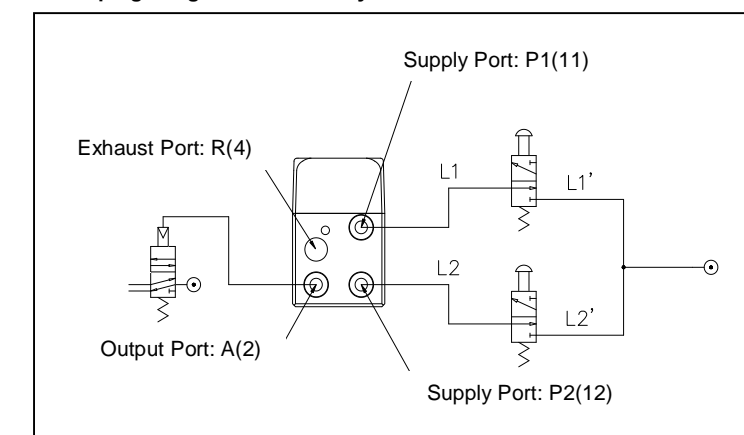 Supply Port: P1(11)
Exhaust Port: R(4)
L1
L1'
L2
L2'
Output Port: A(2)
Supply Port: P2(12)